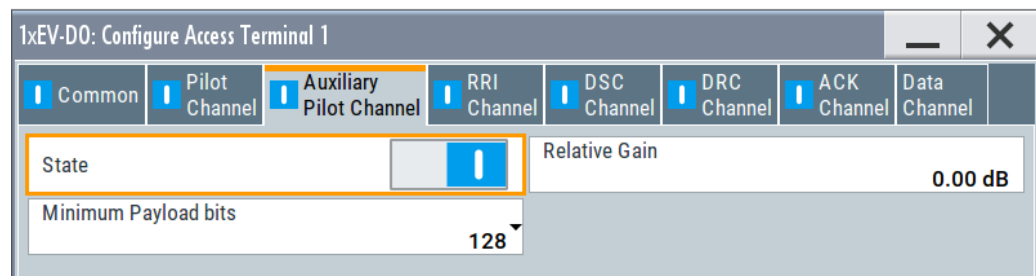 1xEV-DO: Configure Access Terminal 1
Common
Pilot
Channel
Auxiliary
Pilot Channel
RRI
Channel
DSC
Channel
DRC
Channel
ACK
Channel
Data
Channel
State
Relative Gain
0.00 dB
Minimum Payload bits
128